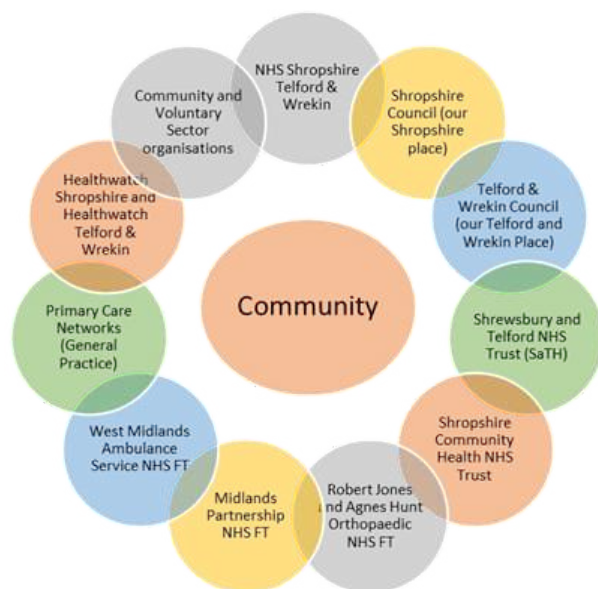 NHS Shropshire
Telford &
Wrekin
Shropshire
Council (our
Shropshire
place)
Telford &
Wrekin Council
(our Telford and
Wrekin Place)
Shrewsbury and
Telford NHS
Trust (SaTH)
Shropshire
Community
Health NHS
Trust
Robert Jones
and Agnes Hunt
Orthopaedic
NHS FT
Midlands
Partnership
NHS FT
West Midlands
Ambulance
Service NHS FT
Primary Care
Networks
(General
Practice)
Healthwatch
Shropshire and
Healthwatch
Telford &
Wrekin
Community and
Voluntary
Sector
organisations
Community